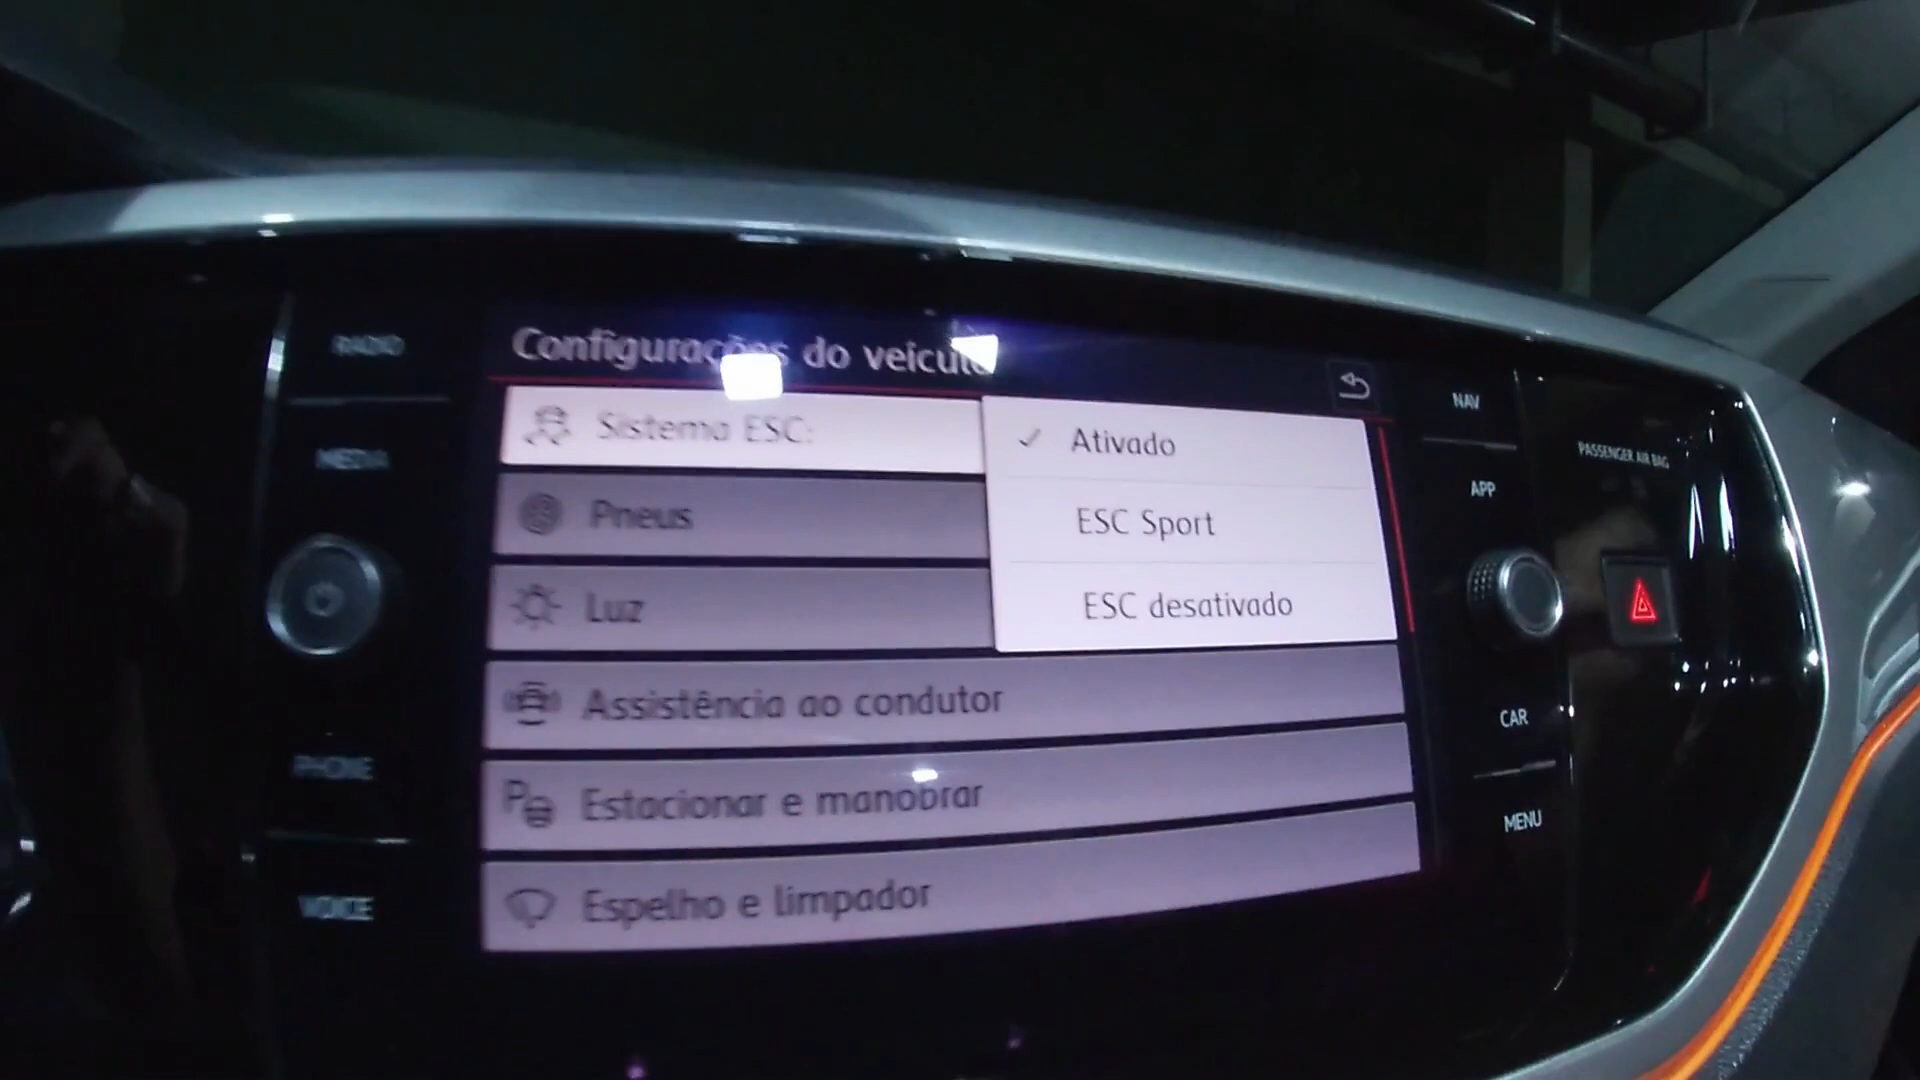 RADIO
MEDIA
PHONE
VOICE
Configurações do veículo
Sistema ESC:
Pneus
Luz
Assistência ao condutor
Estacionar e manobrar
Espelho e limpador
Ativado
ESC Sport
ESC desativado
NAV
APP
CAR
MENU
PASSENGER AIR BAG